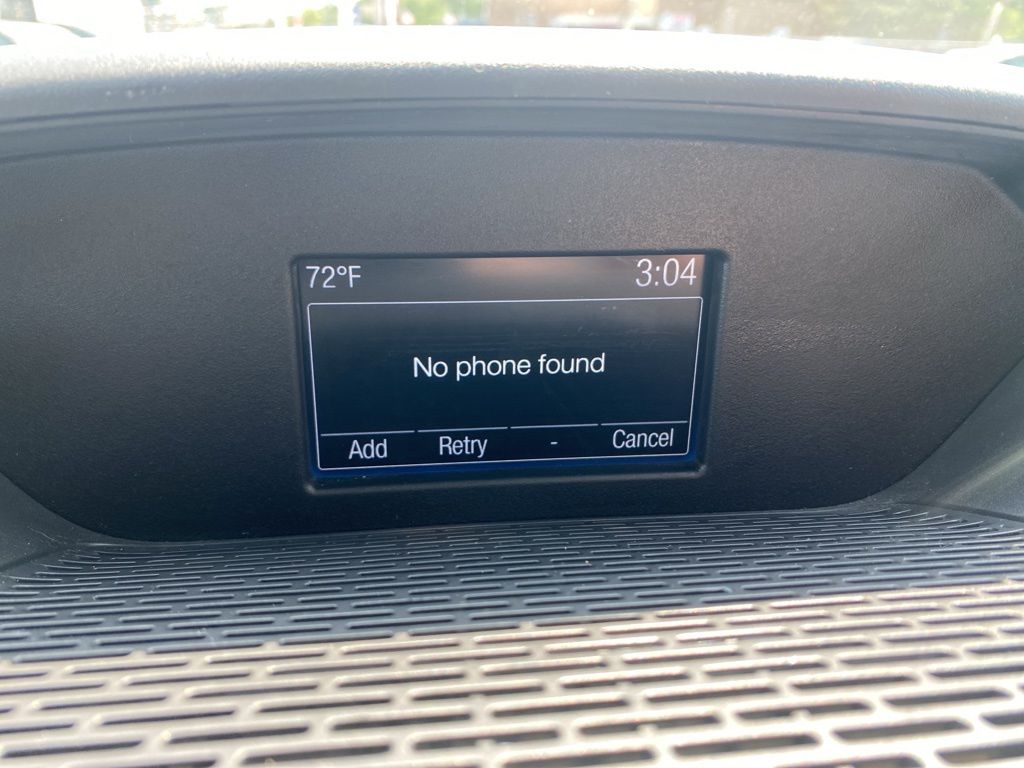 72°F 3:04
No phone found
Add Retry - Cancel